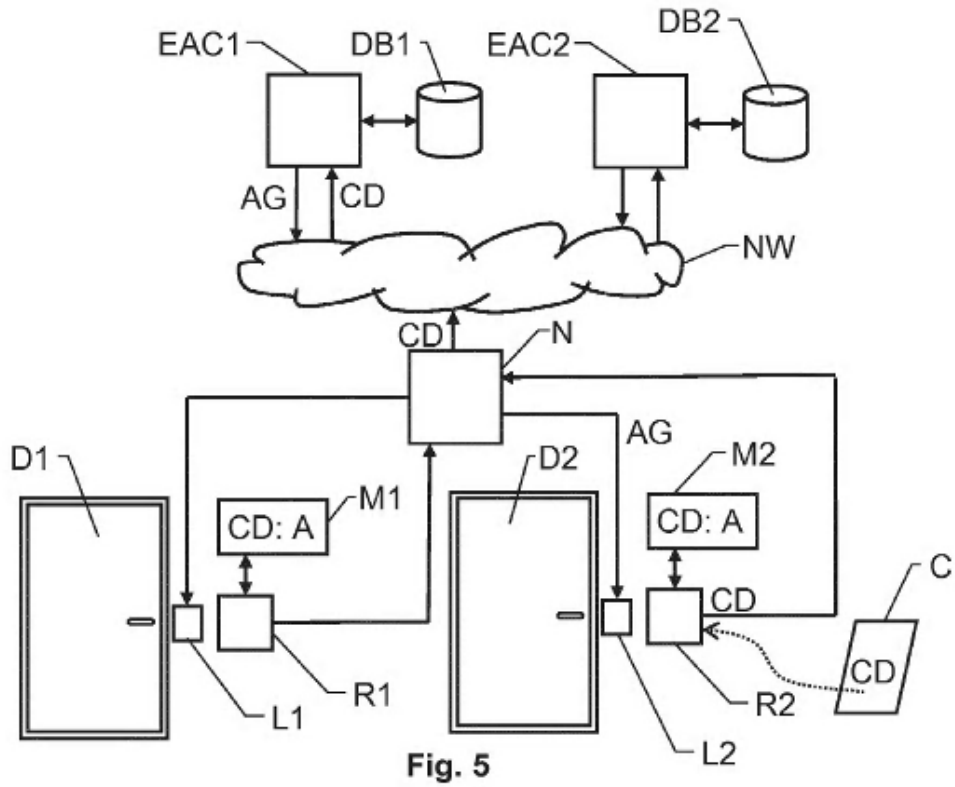 EAC1
DB1
EAC2
DB2
AG
CD
NW
CD
N
D1
M1
CD: A
D2
AG
M2
CD: A
C
CD
CD
L1
R1
L2
R2
Fig. 5